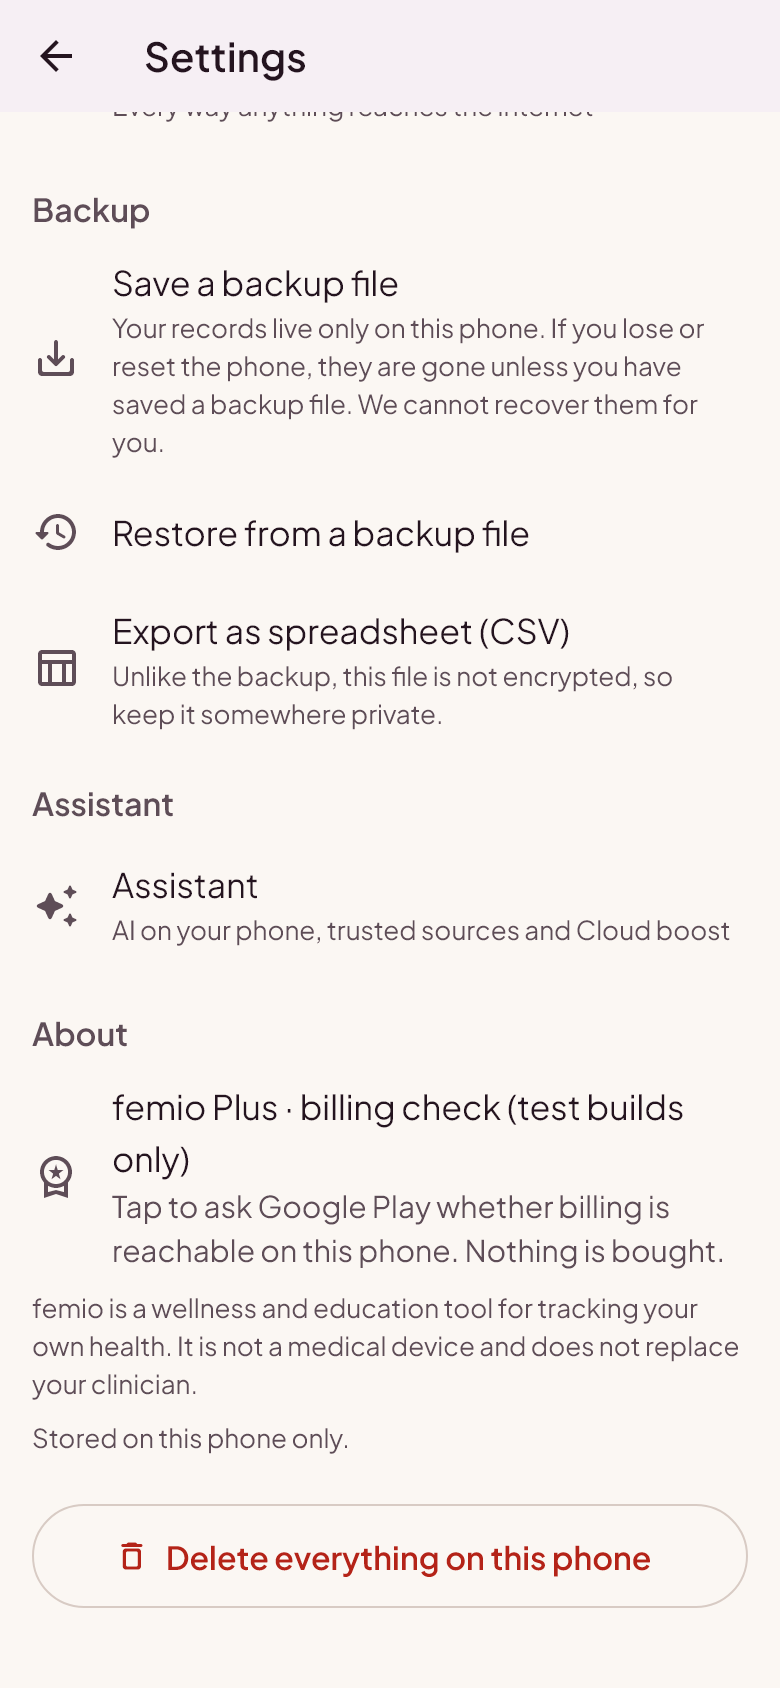 Settings
Every way anything reaches the internet
Backup
Save a backup file
Your records live only on this phone. If you lose or
reset the phone, they are gone unless you have
saved a backup file. We cannot recover them for
you.
Restore from a backup file
Export as spreadsheet (CSV)
Unlike the backup, this file is not encrypted, so
keep it somewhere private.
Assistant
Assistant
AI on your phone, trusted sources and Cloud boost
About
femio Plus · billing check (test builds
only)
Tap to ask Google Play whether billing is
reachable on this phone. Nothing is bought.
femio is a wellness and education tool for tracking your
own health. It is not a medical device and does not replace
your clinician.
Stored on this phone only.
Delete everything on this phone